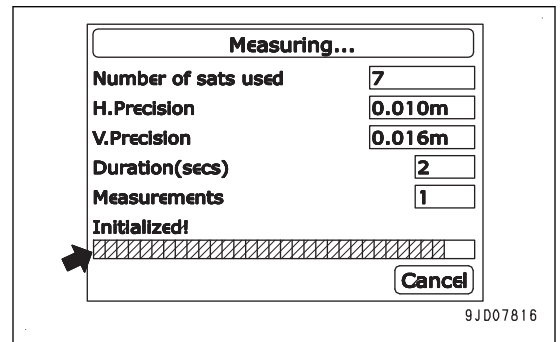 Measuring...
Number of sats used 7
H.Precision 0.010m
V.Precision 0.016m
Duration(secs) 2
Measurements 1
Initialized!
Cancel
9JD07816